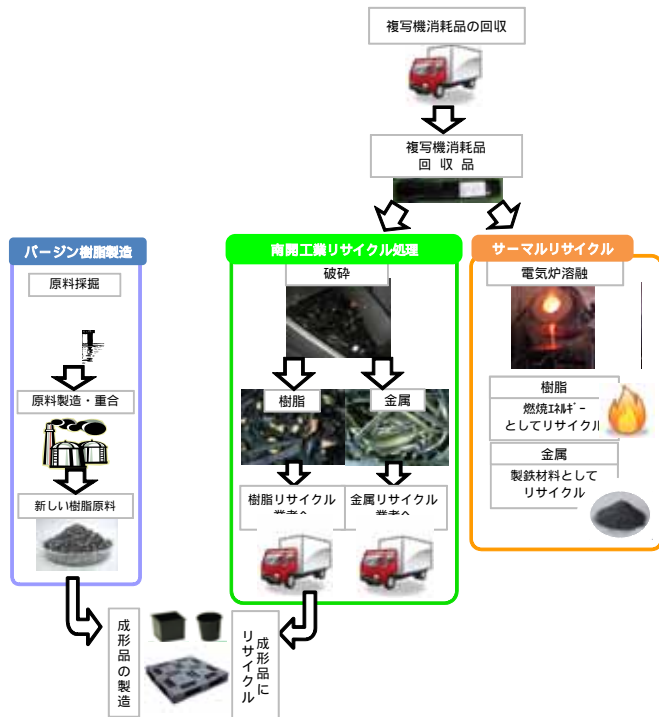 複写機消耗品の回収
複写機消耗品
回 収 品
バージン樹脂製造
原料採掘
原料製造・重合
新しい樹脂原料
南開工業リサイクル処理
破砕
樹脂
金属
樹脂リサイクル
業者へ
金属リサイクル
業者へ
サーマルリサイクル
電気炉溶融
樹脂
燃焼ｴﾈﾙｷﾞｰ
としてリサイクル
金属
製鉄材料として
リサイクル
成形品の製造
成形品に
リサイクル